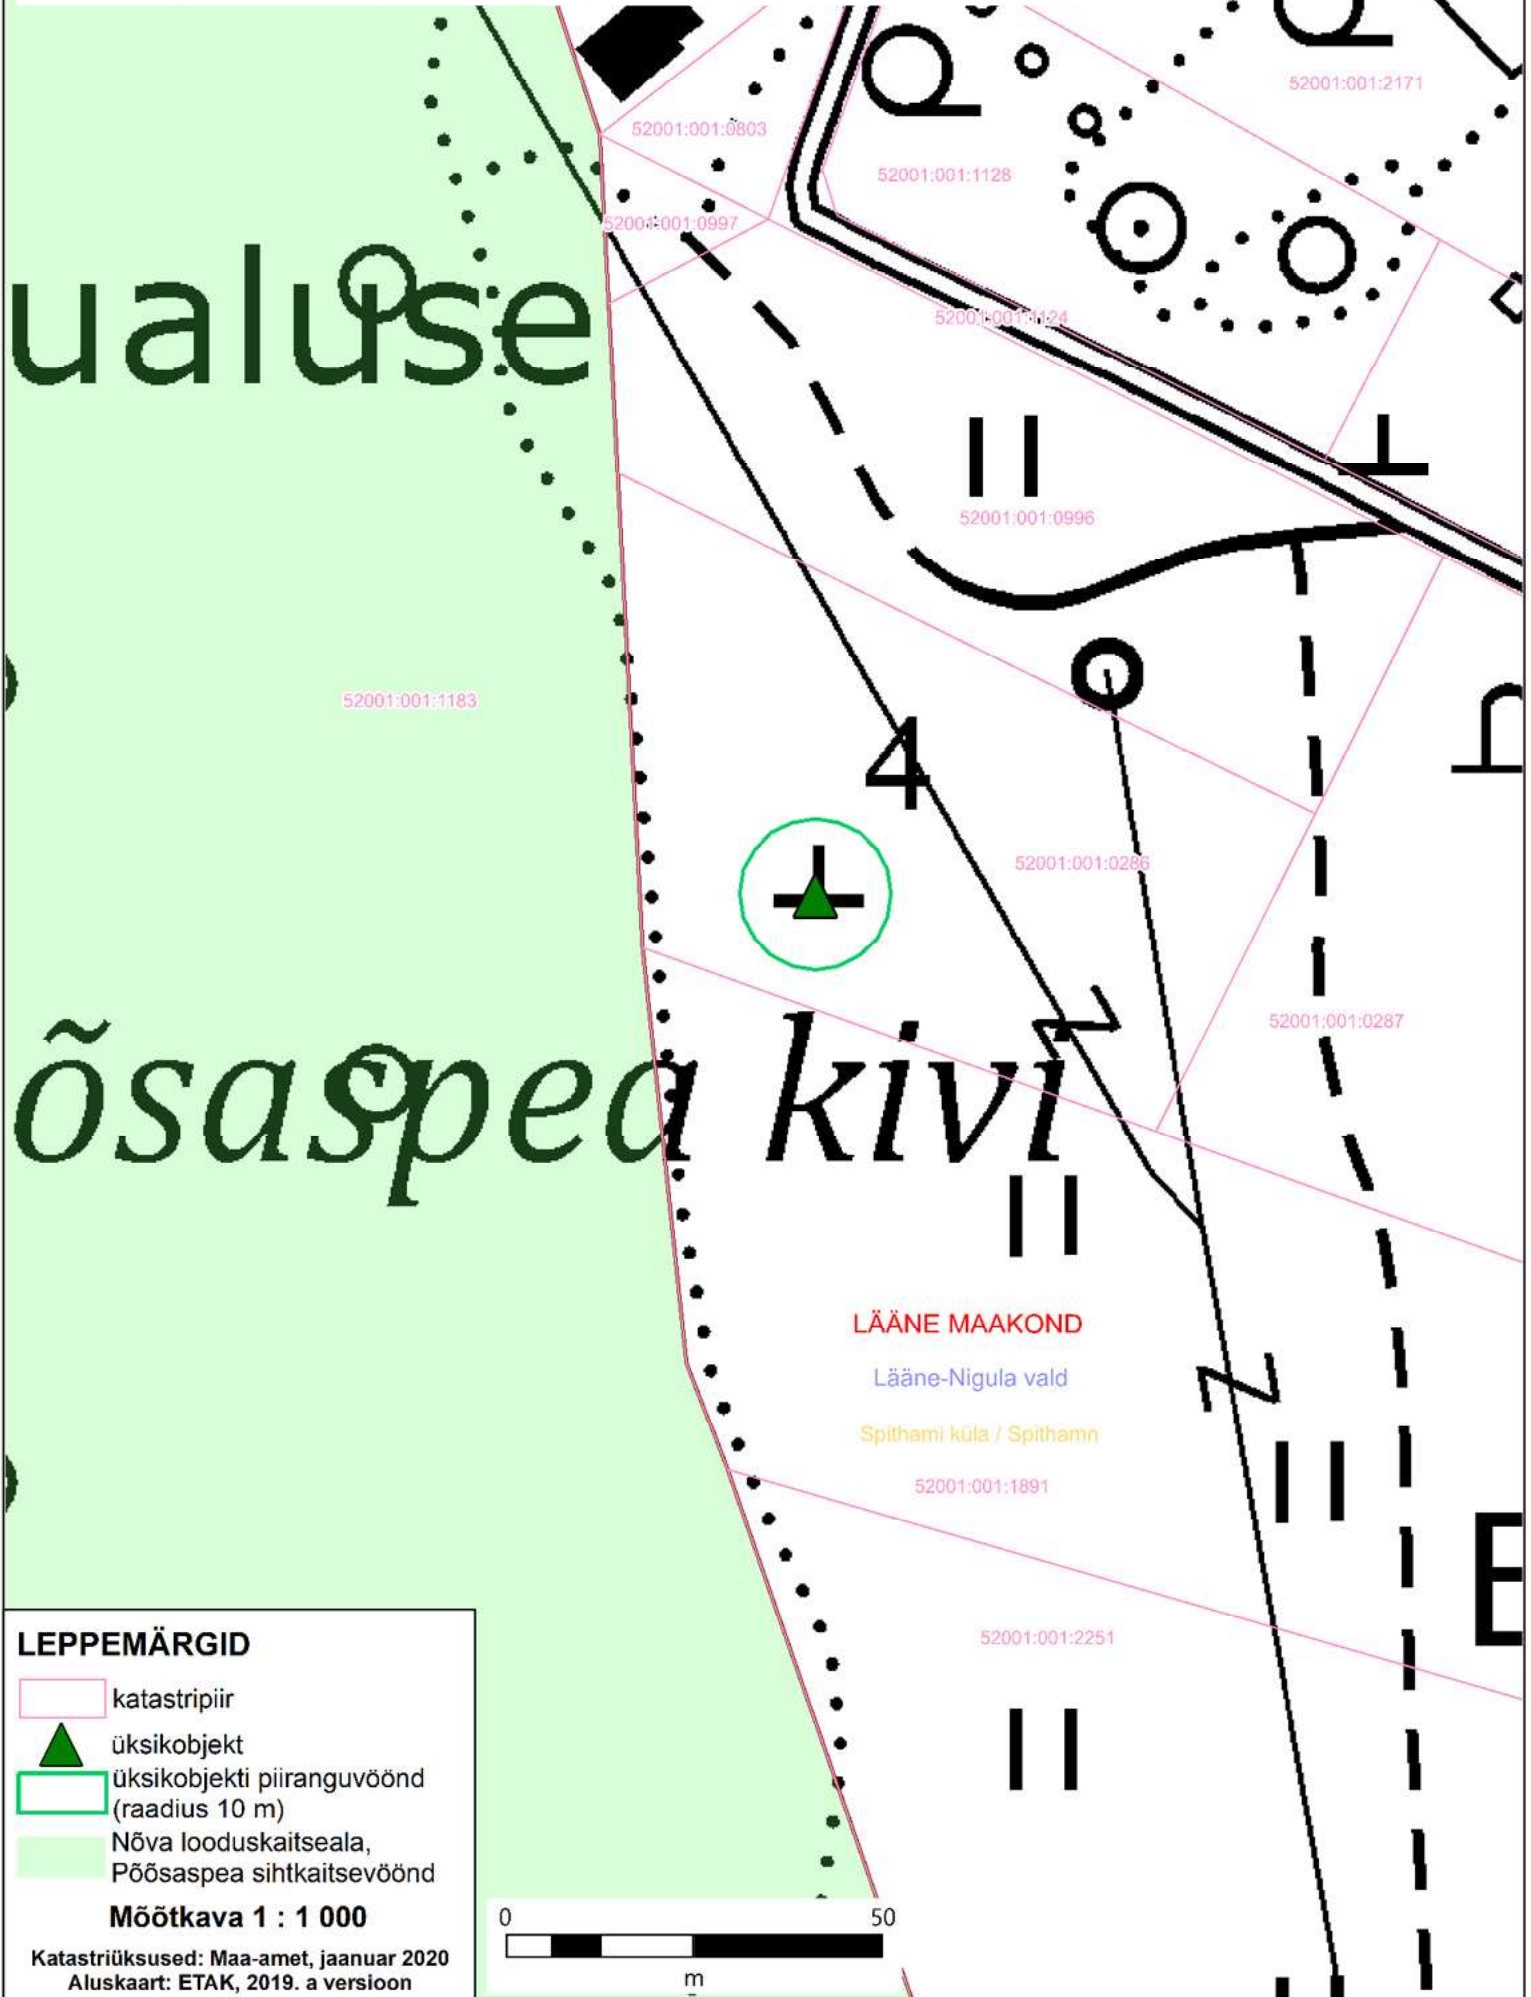 52001:001:2171
52001:001:0803
52001:001:1128
52001:001:0997
ualuse
52001:001:1124
52001:001:0996
52001:001:1183
4
52001:001:0286
52001:001:0287
õsaspea kivi
LÄÄNE MAAKOND
Lääne-Nigula vald
Spithami küla / Spithamn
52001:001:1891
E
52001:001:2251
LEPPEMÄRGID
katastripiir
üksikobjekt
üksikobjekti piiranguvöönd
(raadius 10 m)
Nõva looduskaitseala,
Põõsaspea sihtkaitsevöönd
Mõõtkava 1 : 1 000
Katastriüksused: Maa-amet, jaanuar 2020
Aluskaart: ETAK, 2019. a versioon
0 50
m